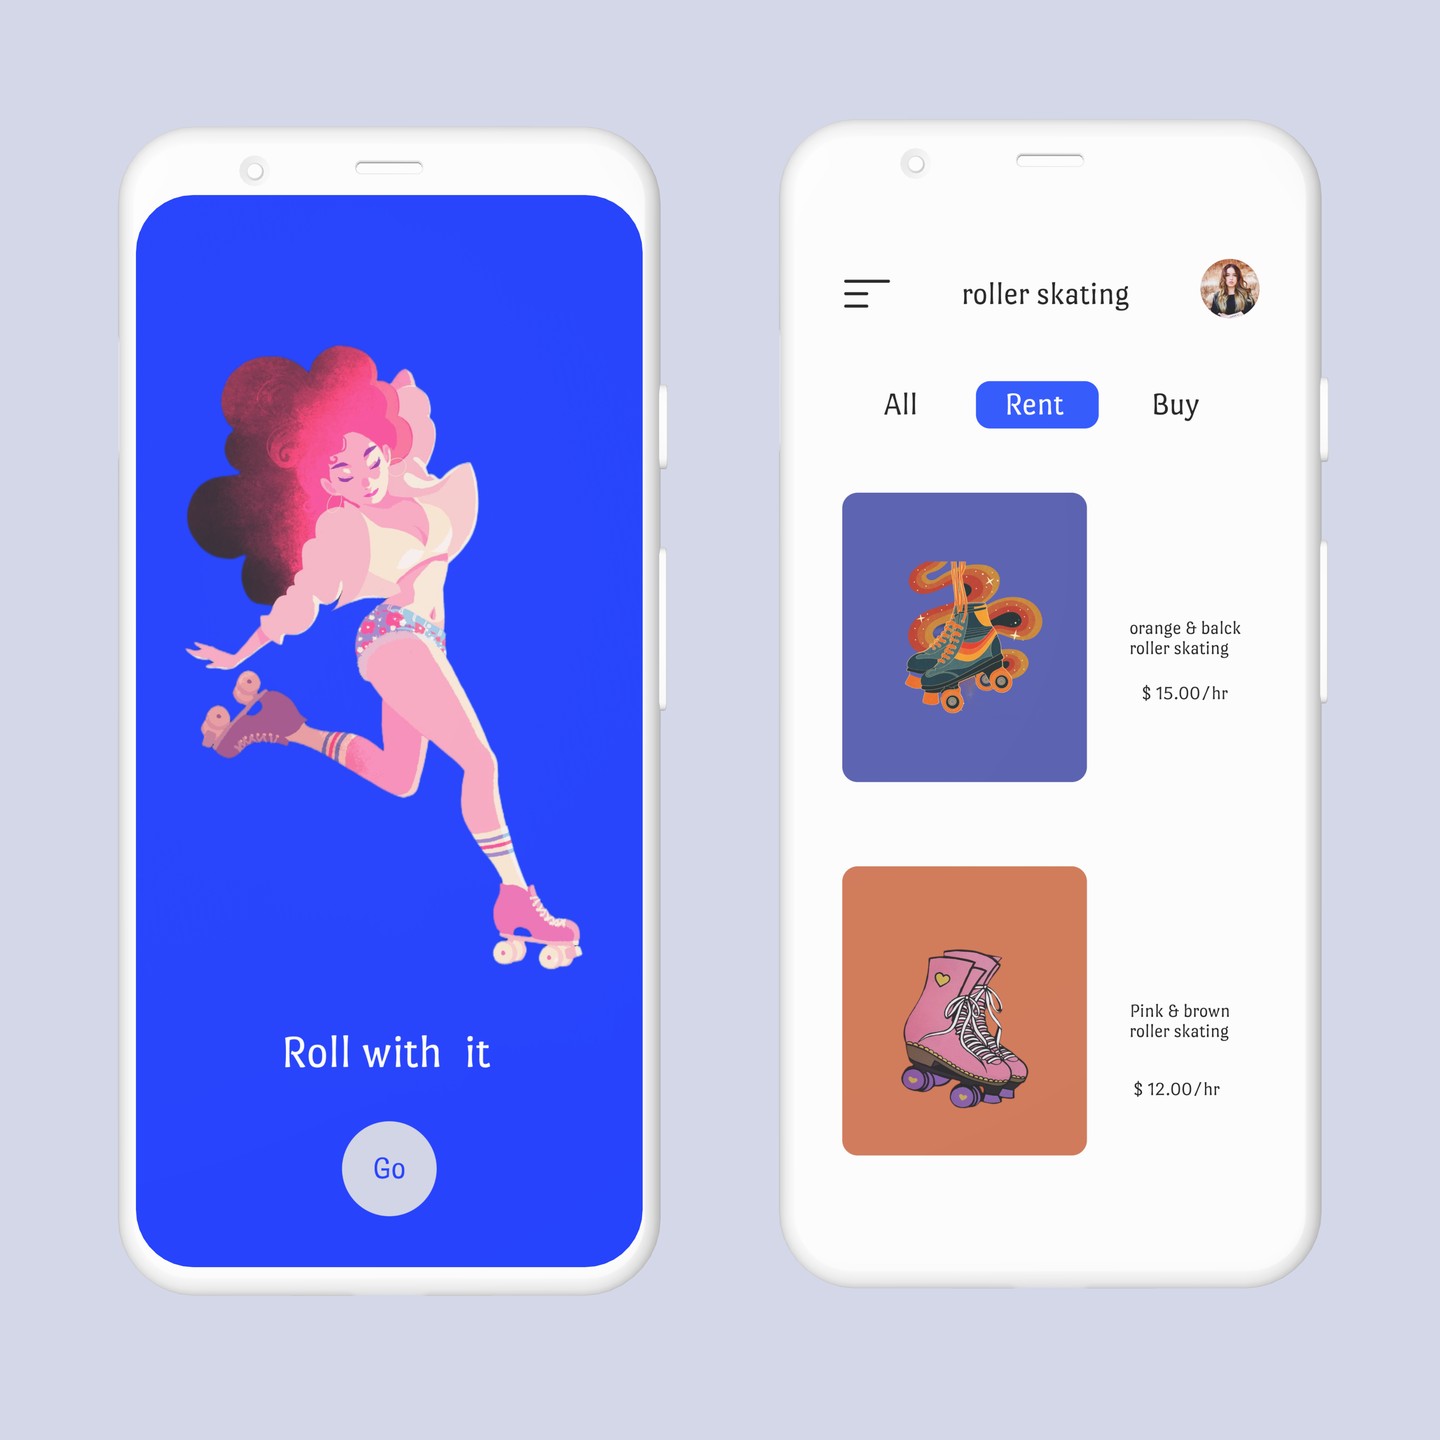 Roll with it
Go
roller skating
All Rent Buy
orange & balck
roller skating
$ 15.00/hr
Pink & brown
roller skating
$ 12.00/hr